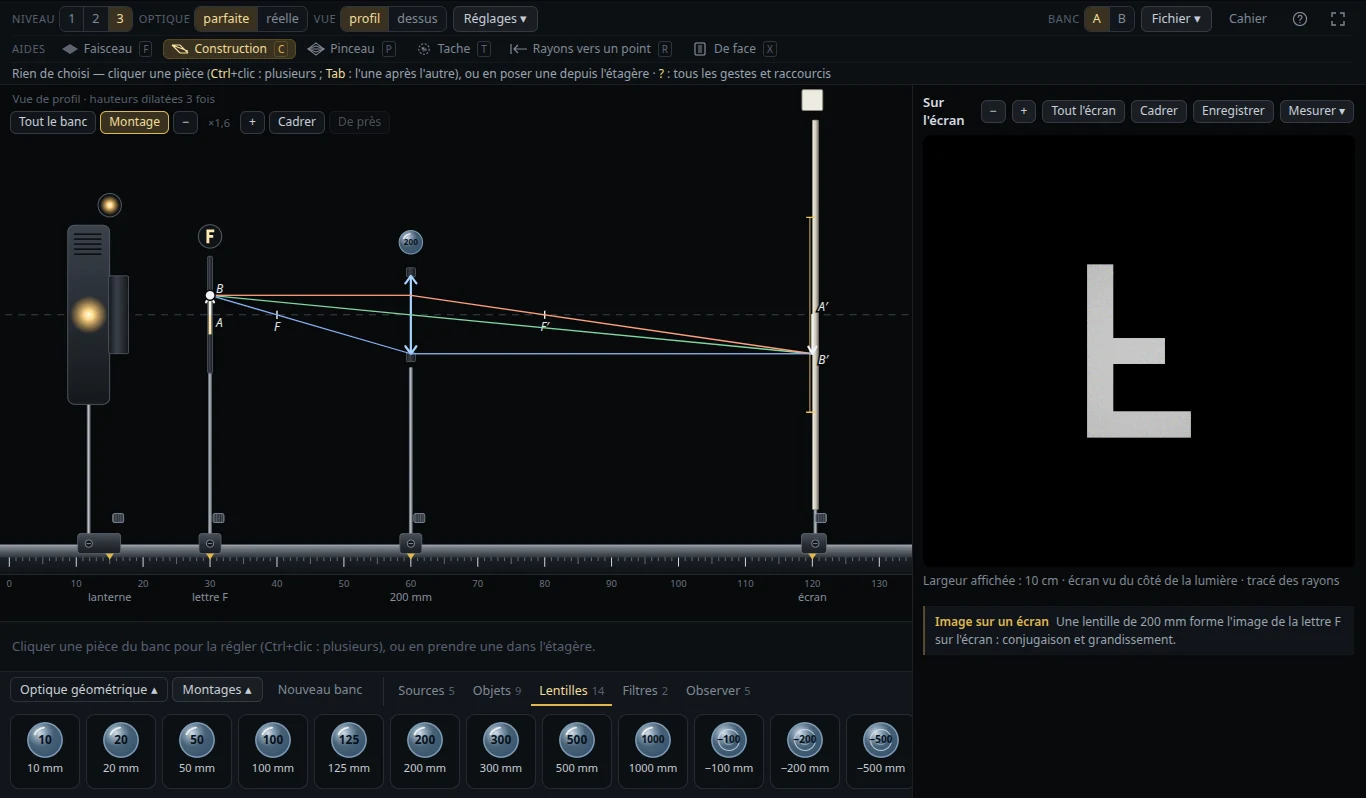 NIVEAU 1 2 3 OPTIQUE parfaite réelle VUE profil dessus Réglages ▾ BANC A B Fichier ▾ Cahier ?
AIDES Faisceau F Construction C Pinceau P Tache T Rayons vers un point R De face X
Rien de choisi — cliquer une pièce (Ctrl+clic : plusieurs ; Tab : l'une après l'autre), ou en poser une depuis l'étagère · ? : tous les gestes et raccourcis
Vue de profil · hauteurs dilatées 3 fois
Tout le banc Montage − ×1,6 + Cadrer De près
Sur l'écran − + Tout l'écran Cadrer Enregistrer Mesurer ▾
F
200
B
A
F
F′
A′
B′
0 10 20 30 40 50 60 70 80 90 100 110 120 130
lanterne lettre F 200 mm écran
Largeur affichée : 10 cm · écran vu du côté de la lumière · tracé des rayons
Image sur un écran Une lentille de 200 mm forme l'image de la lettre F
sur l'écran : conjugaison et grandissement.
Cliquer une pièce du banc pour la régler (Ctrl+clic : plusieurs), ou en prendre une dans l'étagère.
Optique géométrique ▴ Montages ▴ Nouveau banc Sources 5 Objets 9 Lentilles 14 Filtres 2 Observer 5
10 20 50 100 125 200 300 500 1000 −100 −200 −500
10 mm 20 mm 50 mm 100 mm 125 mm 200 mm 300 mm 500 mm 1000 mm −100 mm −200 mm −500 mm